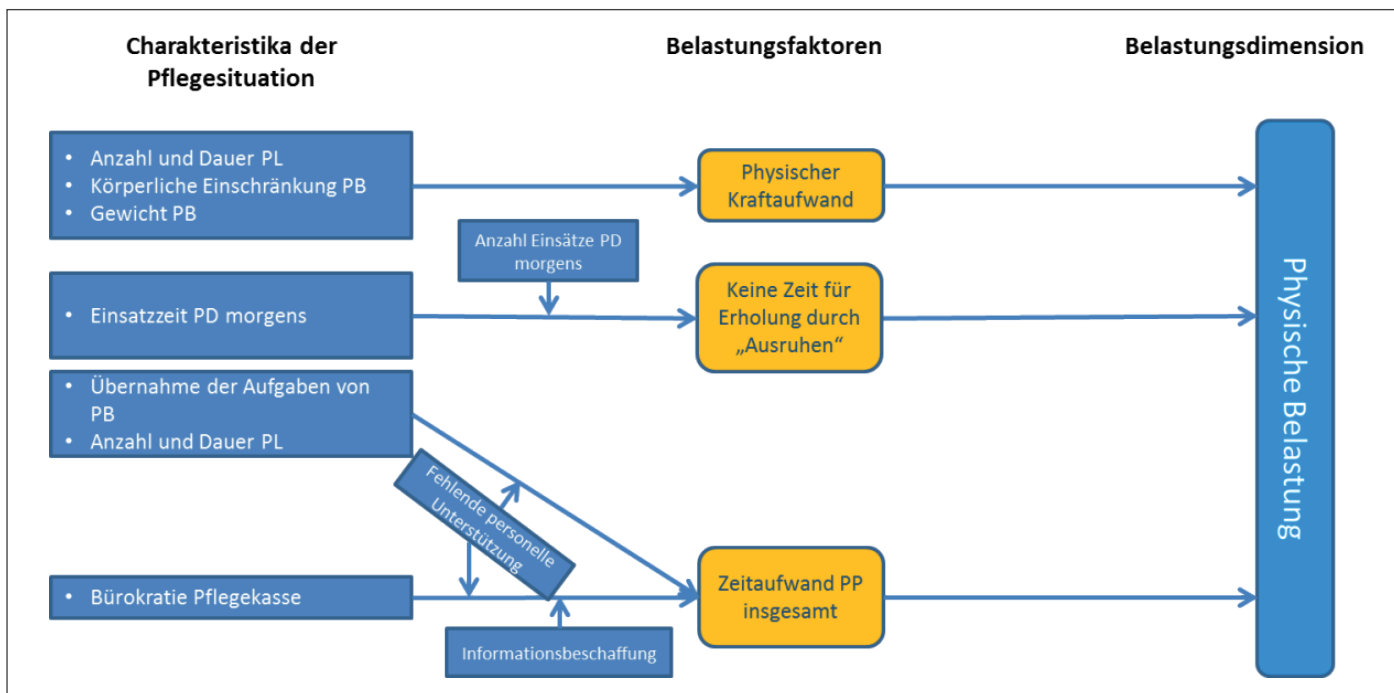 Charakteristika der
Pflegesituation
Belastungsfaktoren
Belastungsdimension
• Anzahl und Dauer PL
• Körperliche Einschränkung PB
• Gewicht PB
Physischer
Kraftaufwand
Anzahl Einsätze PD
morgens
• Einsatzzeit PD morgens
Keine Zeit für
Erholung durch
„Ausruhen“
• Übernahme der Aufgaben von
PB
• Anzahl und Dauer PL
Fehlende personelle
Unterstützung
• Bürokratie Pflegekasse
Zeitaufwand PP
insgesamt
Informationsbeschaffung
Physische Belastung